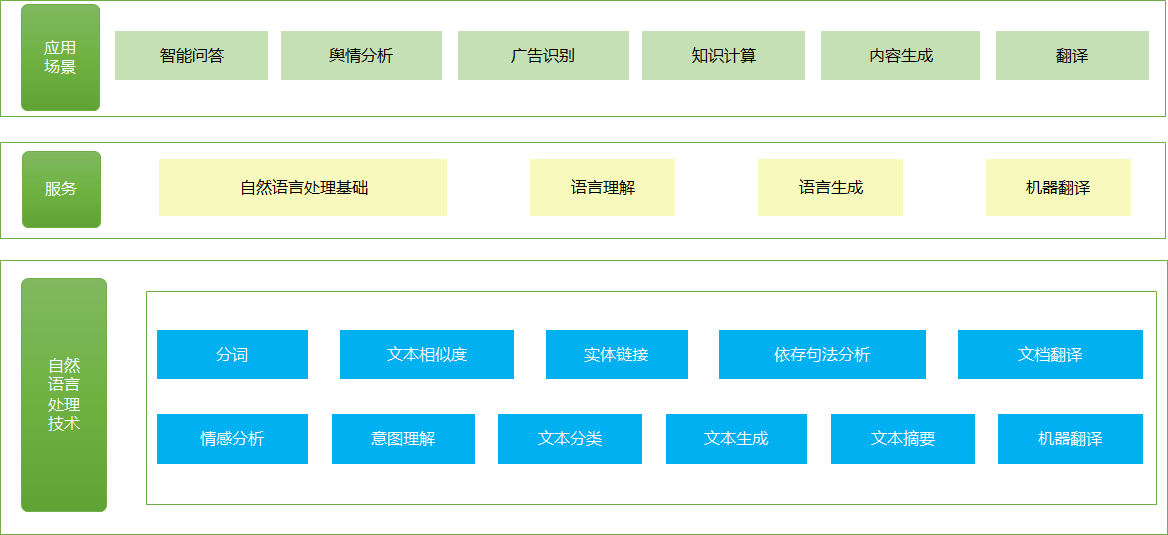 应用
场景
智能问答
舆情分析
广告识别
知识计算
内容生成
翻译
服务
自然语言处理基础
语言理解
语言生成
机器翻译
自然
语言
处理
技术
分词
文本相似度
实体链接
依存句法分析
文档翻译
情感分析
意图理解
文本分类
文本生成
文本摘要
机器翻译